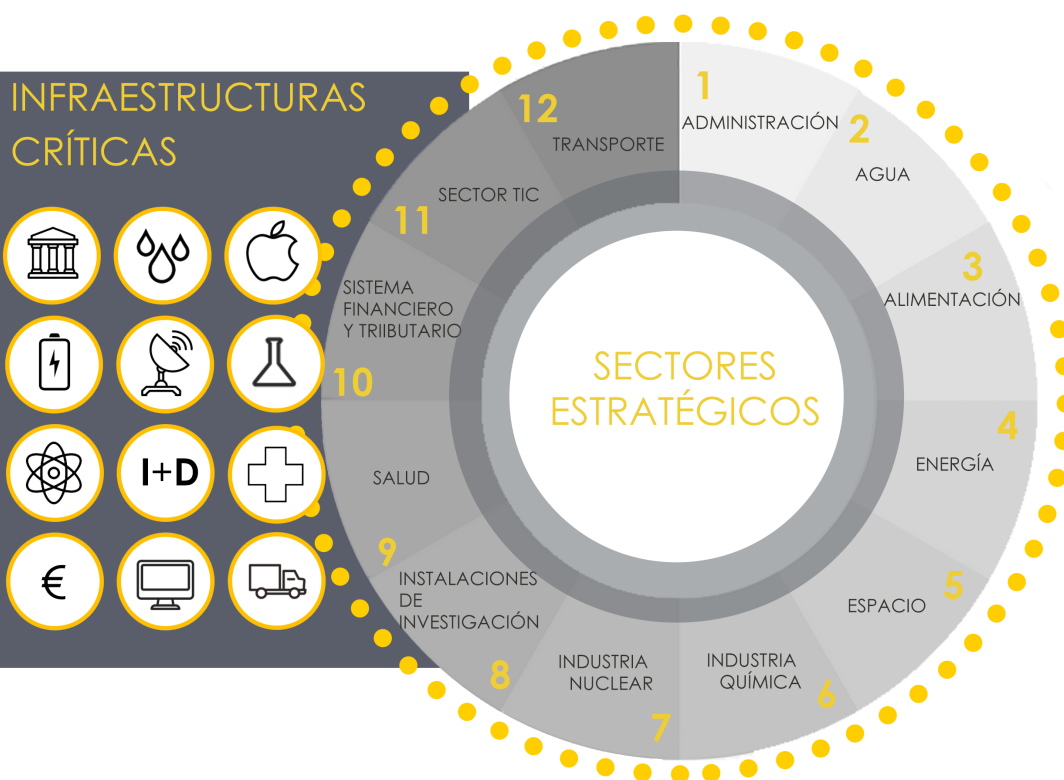 INFRAESTRUCTURAS
CRÍTICAS
I+D
€
SECTORES
ESTRATÉGICOS
1
ADMINISTRACIÓN
2
AGUA
3
ALIMENTACIÓN
4
ENERGÍA
5
ESPACIO
6
INDUSTRIA
QUÍMICA
7
INDUSTRIA
NUCLEAR
8
INSTALACIONES
DE
INVESTIGACIÓN
9
SALUD
10
SISTEMA
FINANCIERO
Y TRIIBUTARIO
11
SECTOR TIC
12
TRANSPORTE